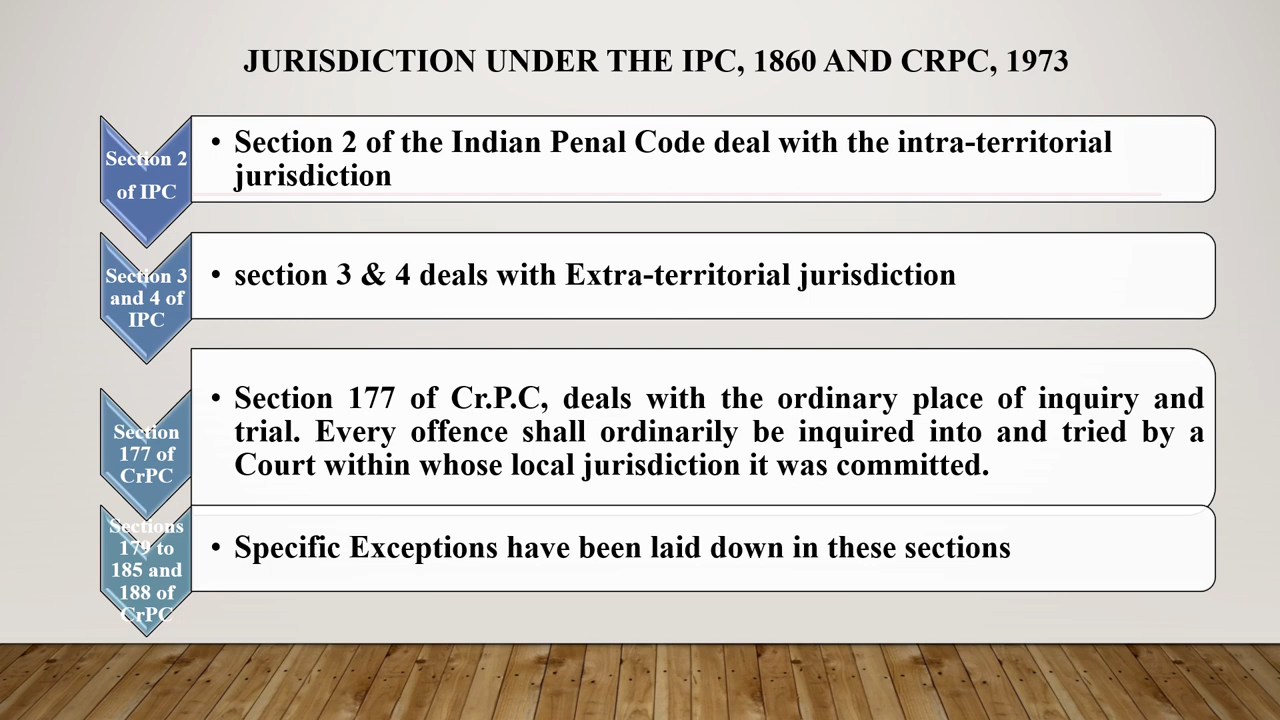 JURISDICTION UNDER THE IPC, 1860 AND CRPC, 1973
Section 2
of IPC
• Section 2 of the Indian Penal Code deal with the intra-territorial
jurisdiction
Section 3
and 4 of
IPC
• section 3 & 4 deals with Extra-territorial jurisdiction
Section
177 of
CrPC
• Section 177 of Cr.P.C, deals with the ordinary place of inquiry and
trial. Every offence shall ordinarily be inquired into and tried by a
Court within whose local jurisdiction it was committed.
Sections
179 to
185 and
188 of
CrPC
• Specific Exceptions have been laid down in these sections